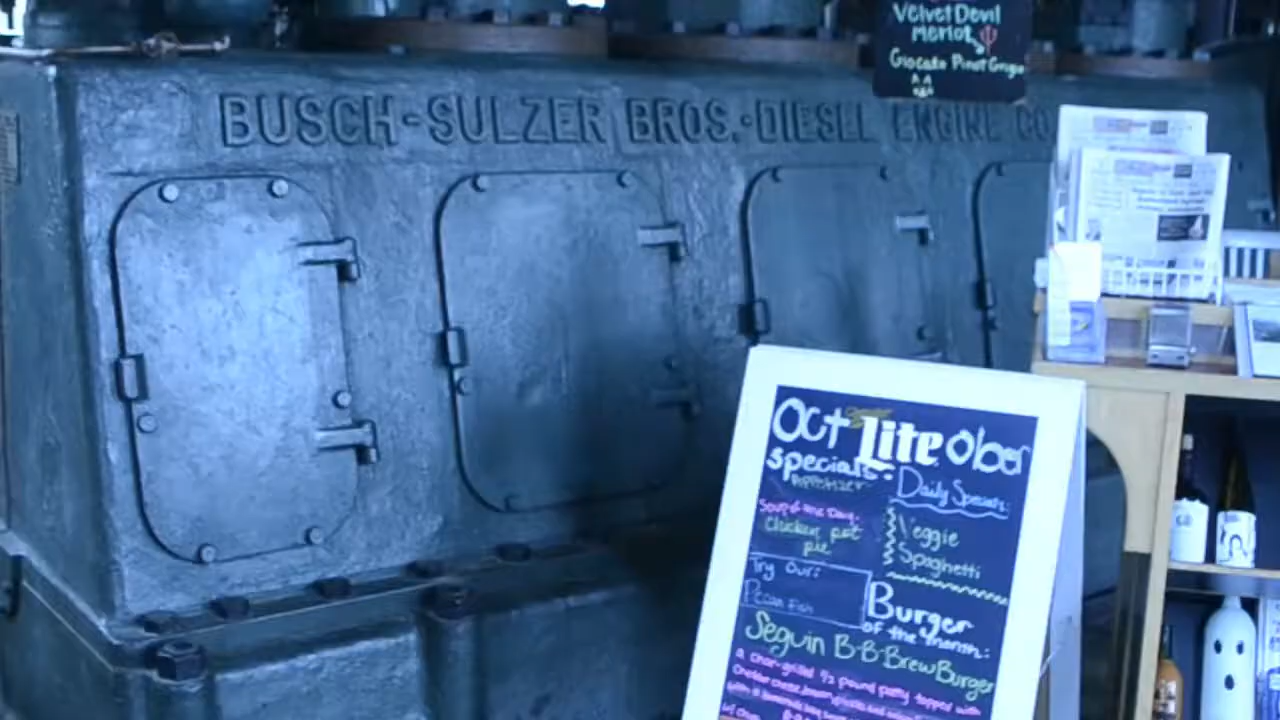 Velvet Devil
Merlot
Giocato Pinot Grigio
BUSCH-SULZER BROS.-DIESEL ENGINE CO
Oct Lite ober
Specials:
Appetizer
Soup of the Day:
Chicken pot
pie
Try Our:
Pecan Fish
Daily Specials:
Veggie
Spaghetti
Burger
of the month:
Seguin B-B-Brew Burger
a char-grilled 1/2 pound patty topped with